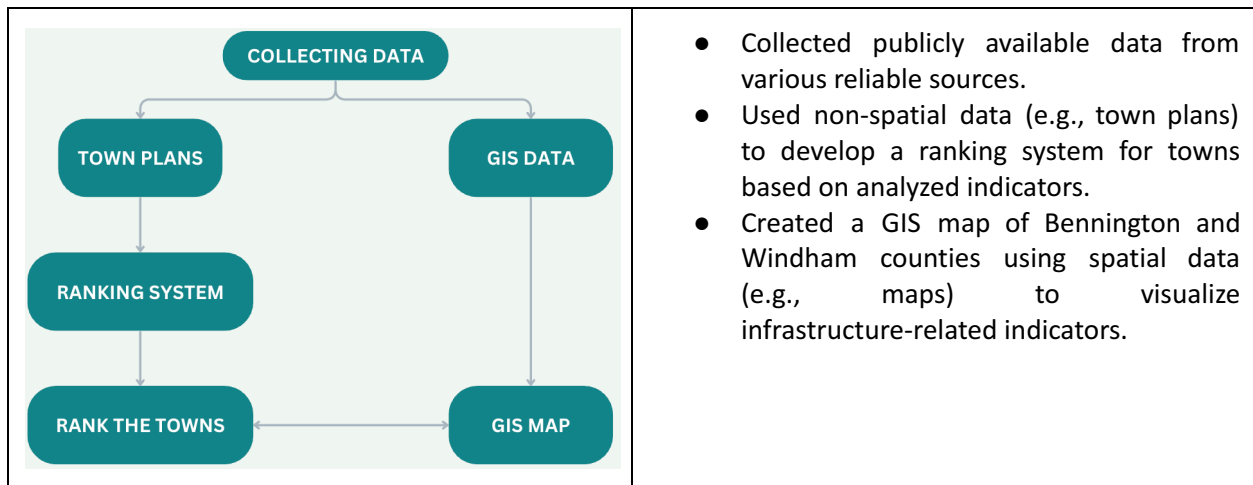 COLLECTING DATA
TOWN PLANS
GIS DATA
RANKING SYSTEM
RANK THE TOWNS
GIS MAP
● Collected publicly available data from
various reliable sources.
● Used non-spatial data (e.g., town plans)
to develop a ranking system for towns
based on analyzed indicators.
● Created a GIS map of Bennington and
Windham counties using spatial data
(e.g., maps) to visualize
infrastructure-related indicators.